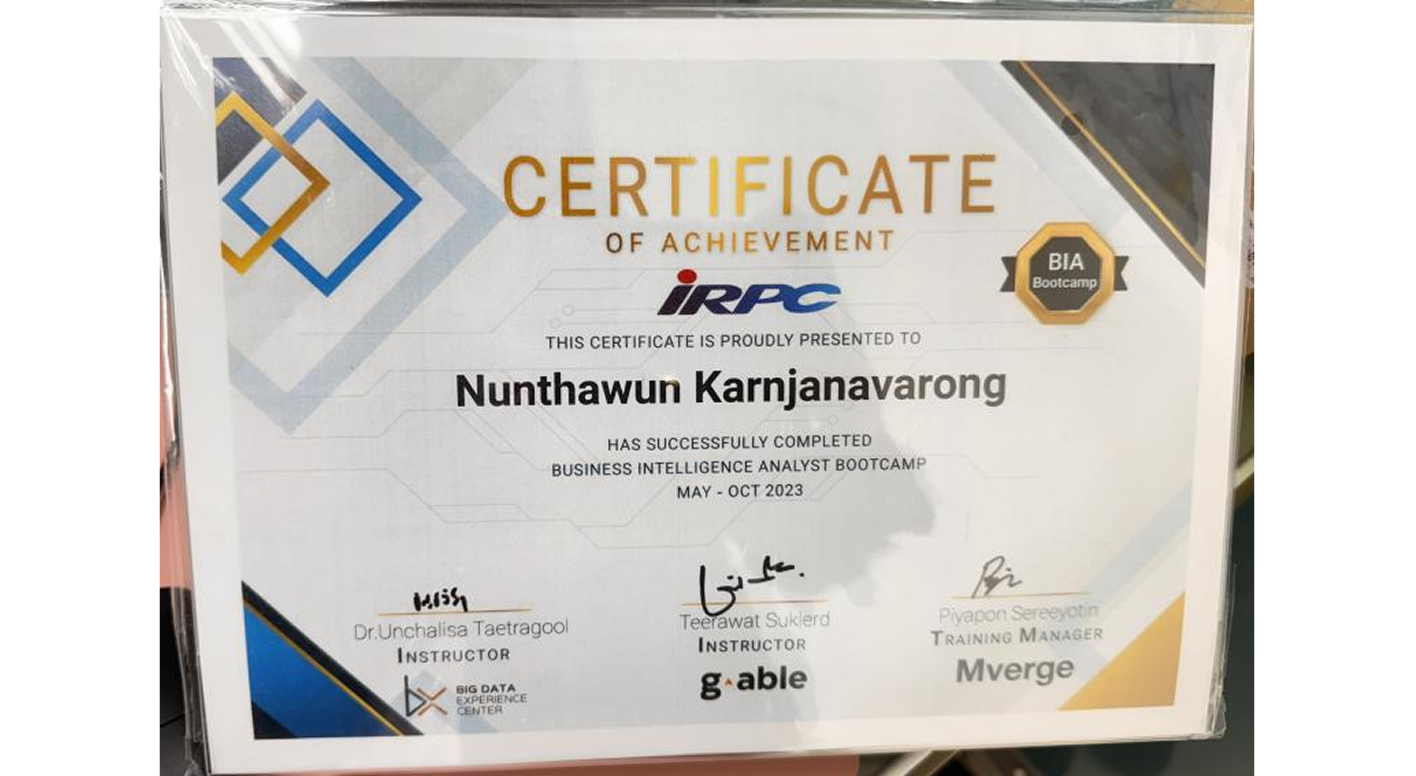 CERTIFICATE
OF ACHIEVEMENT
iRPC
BIA
Bootcamp
THIS CERTIFICATE IS PROUDLY PRESENTED TO
Nunthawun Karnjanavarong
HAS SUCCESSFULLY COMPLETED
BUSINESS INTELLIGENCE ANALYST BOOTCAMP
MAY - OCT 2023
Dr.Unchalisa Taetragool
INSTRUCTOR
BIG DATA
EXPERIENCE
CENTER
Teerawat Suklerd
INSTRUCTOR
g-able
Piyapon Sereeyotin
TRAINING MANAGER
Mverge